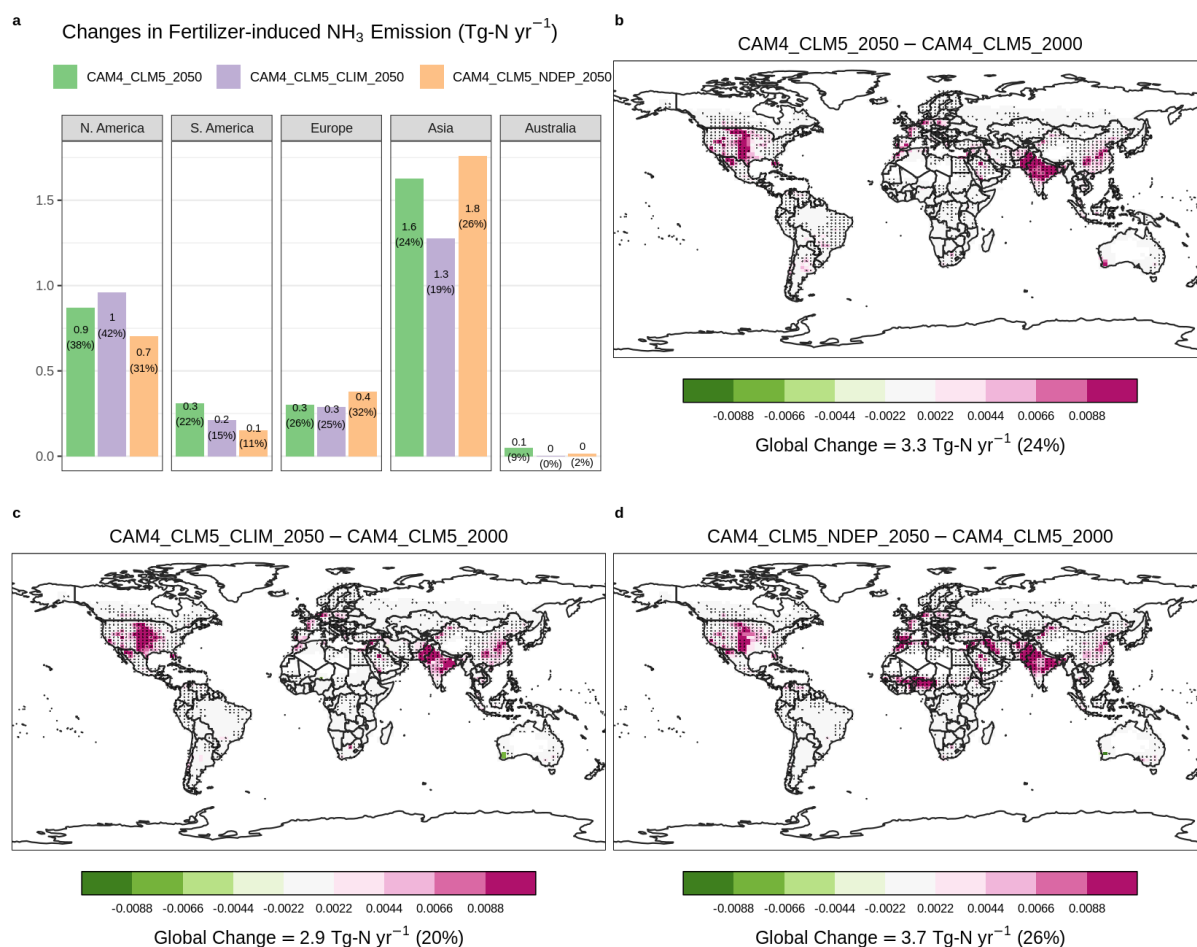 a
Changes in Fertilizer-induced NH₃ Emission (Tg-N yr⁻¹)
CAM4_CLM5_2050 CAM4_CLM5_CLIM_2050 CAM4_CLM5_NDEP_2050
N. America S. America Europe Asia Australia
1.5
1.0
0.5
0.0
0.9
(38%)
1
(42%)
0.7
(31%)
0.3
(22%)
0.2
(15%)
0.1
(11%)
0.3
(26%)
0.3
(25%)
0.4
(32%)
1.6
(24%)
1.3
(19%)
1.8
(26%)
0.1
(9%)
0
(0%)
0
(2%)
b
CAM4_CLM5_2050 − CAM4_CLM5_2000
-0.0088 -0.0066 -0.0044 -0.0022 0.0022 0.0044 0.0066 0.0088
Global Change = 3.3 Tg-N yr⁻¹ (24%)
c
CAM4_CLM5_CLIM_2050 − CAM4_CLM5_2000
-0.0088 -0.0066 -0.0044 -0.0022 0.0022 0.0044 0.0066 0.0088
Global Change = 2.9 Tg-N yr⁻¹ (20%)
d
CAM4_CLM5_NDEP_2050 − CAM4_CLM5_2000
-0.0088 -0.0066 -0.0044 -0.0022 0.0022 0.0044 0.0066 0.0088
Global Change = 3.7 Tg-N yr⁻¹ (26%)